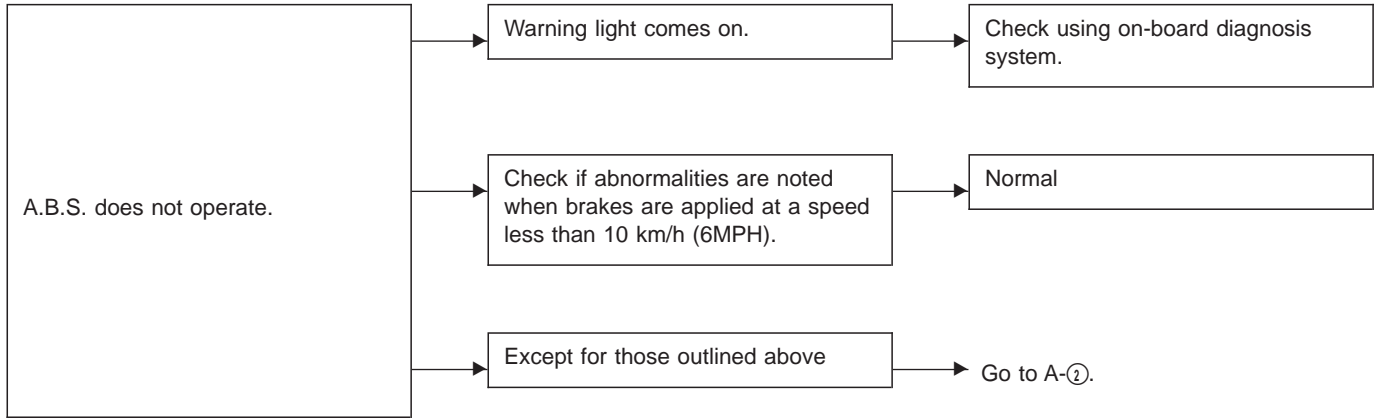 A.B.S. does not operate.
Warning light comes on.
Check using on-board diagnosis
system.
Check if abnormalities are noted
when brakes are applied at a speed
less than 10 km/h (6MPH).
Normal
Except for those outlined above
Go to A-②.